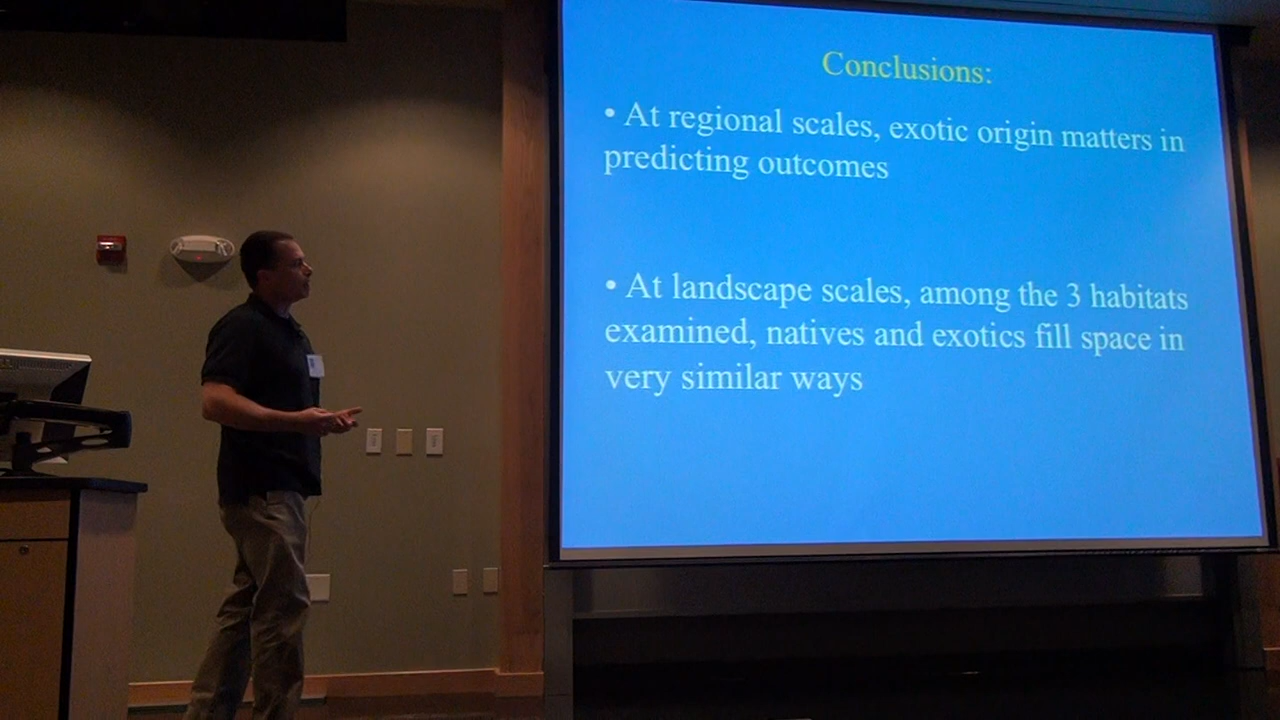 Conclusions:
• At regional scales, exotic origin matters in
predicting outcomes
• At landscape scales, among the 3 habitats
examined, natives and exotics fill space in
very similar ways